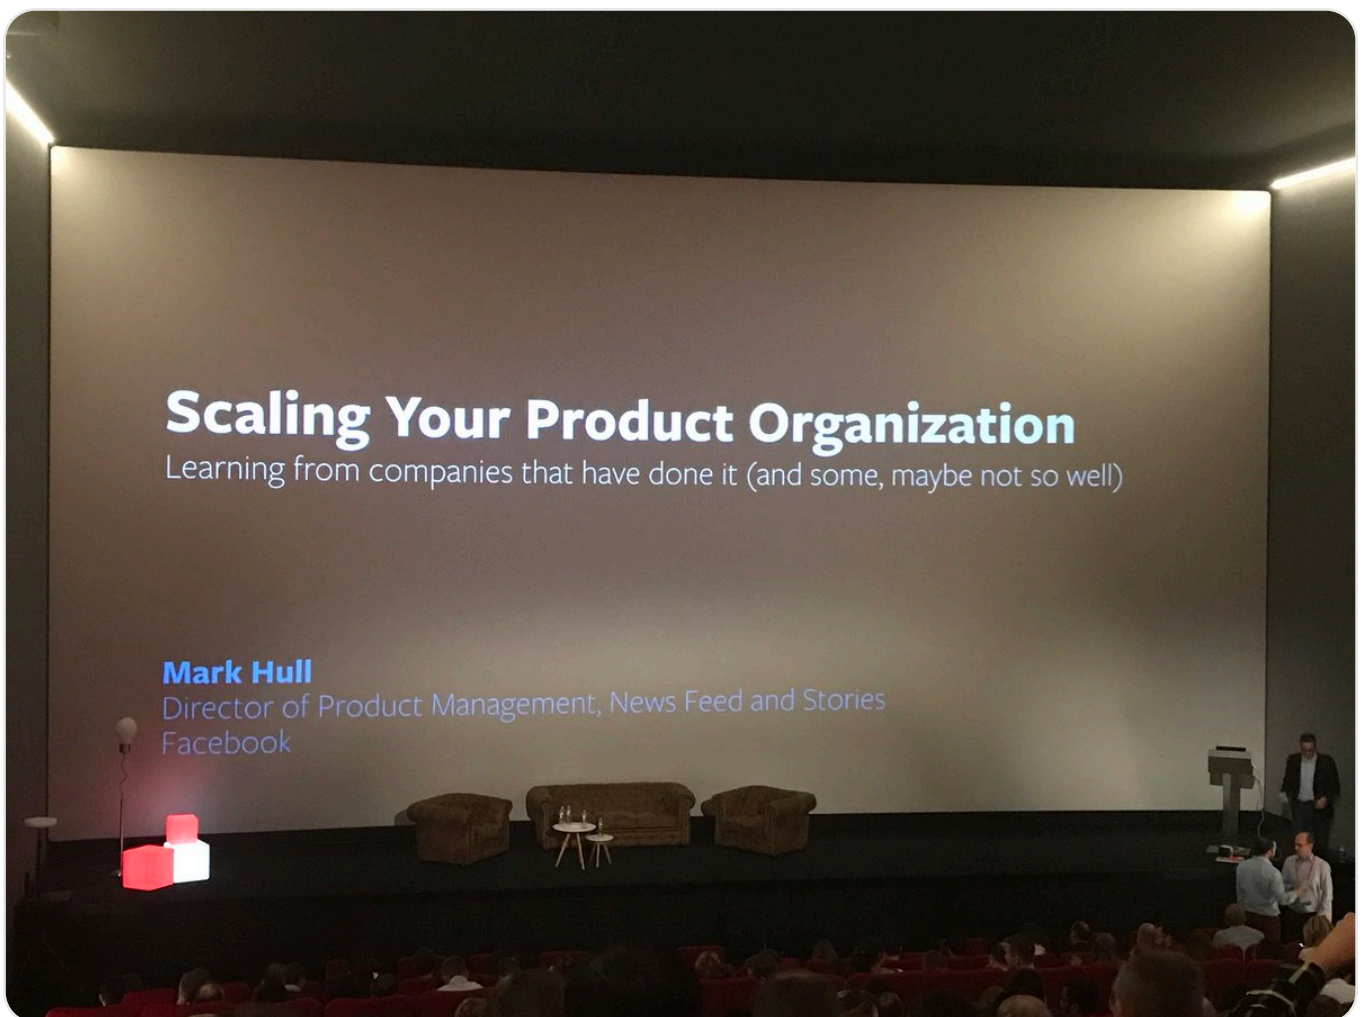 Scaling Your Product Organization
Learning from companies that have done it (and some, maybe not so well)
Mark Hull
Director of Product Management, News Feed and Stories
Facebook